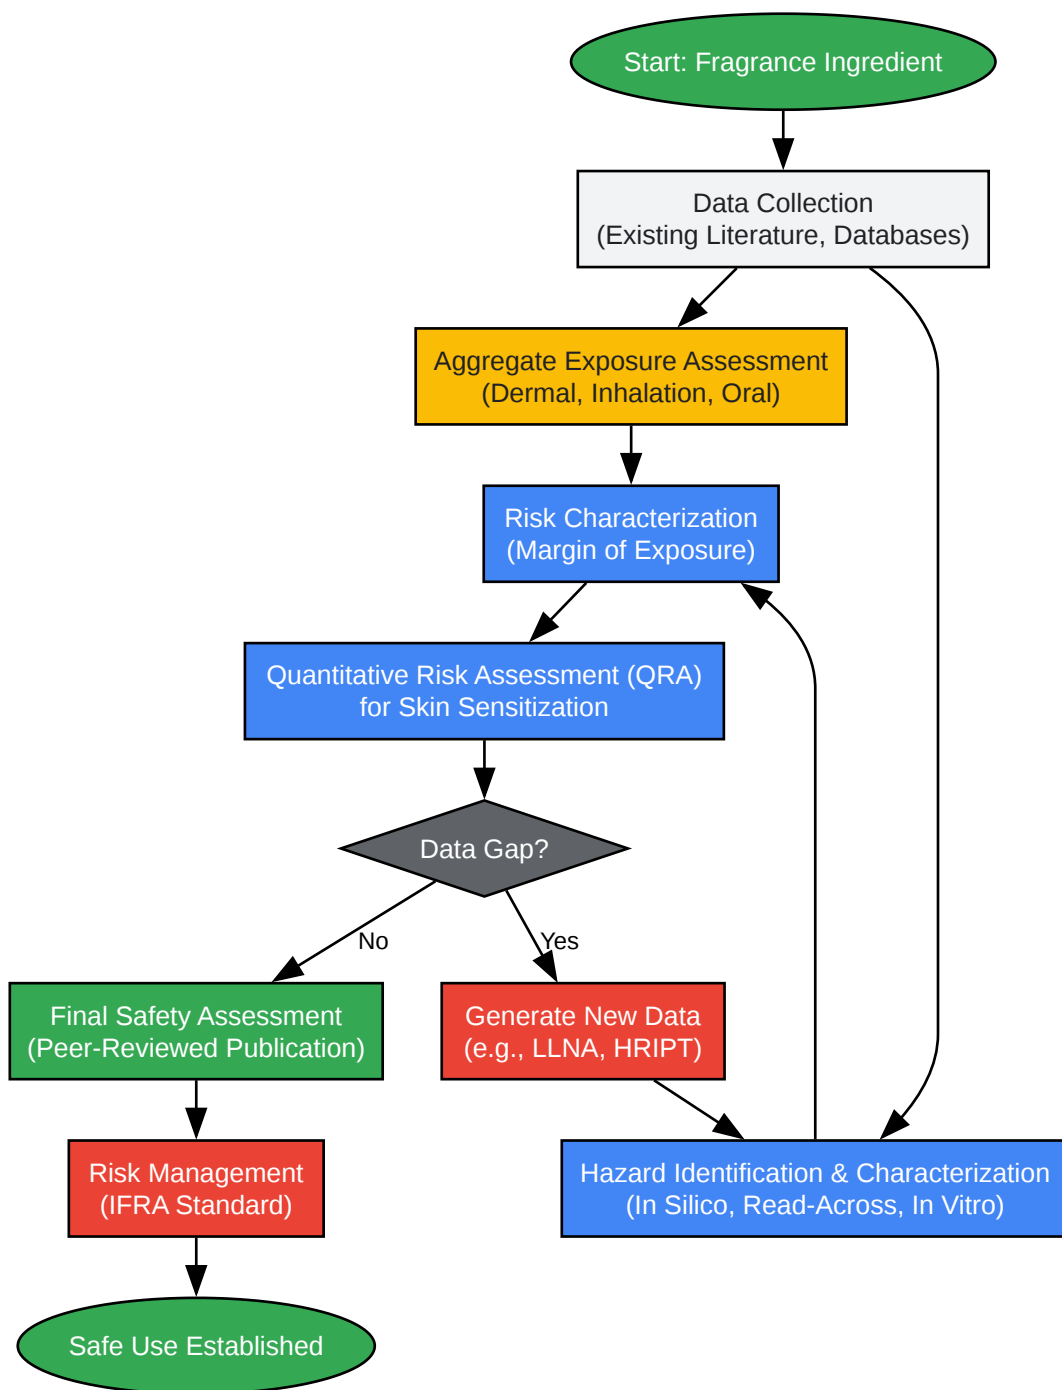 Start: Fragrance Ingredient
Data Collection
(Existing Literature, Databases)
Aggregate Exposure Assessment
(Dermal, Inhalation, Oral)
Risk Characterization
(Margin of Exposure)
Quantitative Risk Assessment (QRA)
for Skin Sensitization
Data Gap?
No
Yes
Final Safety Assessment
(Peer-Reviewed Publication)
Generate New Data
(e.g., LLNA, HRIPT)
Risk Management
(IFRA Standard)
Hazard Identification & Characterization
(In Silico, Read-Across, In Vitro)
Safe Use Established